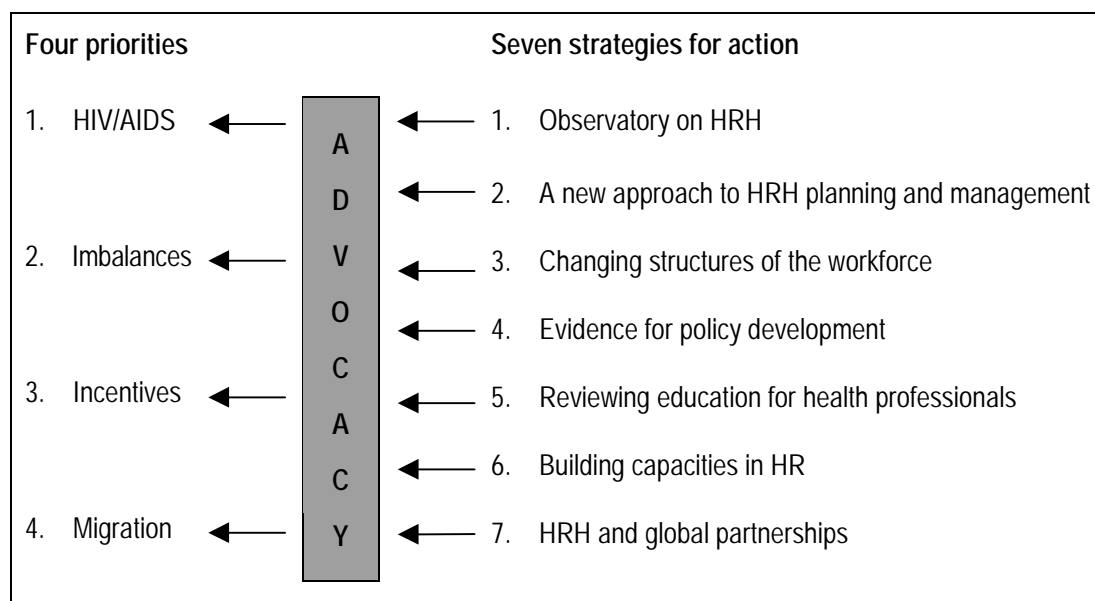 Four priorities
Seven strategies for action
1. HIV/AIDS
2. Imbalances
3. Incentives
4. Migration
A
D
V
O
C
A
C
Y
1. Observatory on HRH
2. A new approach to HRH planning and management
3. Changing structures of the workforce
4. Evidence for policy development
5. Reviewing education for health professionals
6. Building capacities in HR
7. HRH and global partnerships